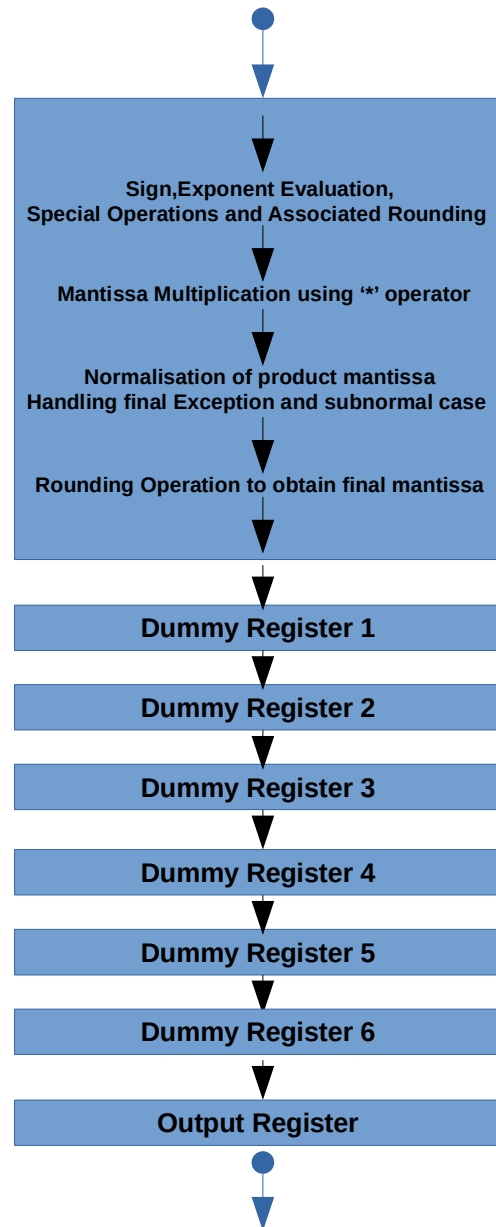 Sign,Exponent Evaluation,
Special Operations and Associated Rounding
Mantissa Multiplication using ‘*’ operator
Normalisation of product mantissa
Handling final Exception and subnormal case
Rounding Operation to obtain final mantissa
Dummy Register 1
Dummy Register 2
Dummy Register 3
Dummy Register 4
Dummy Register 5
Dummy Register 6
Output Register